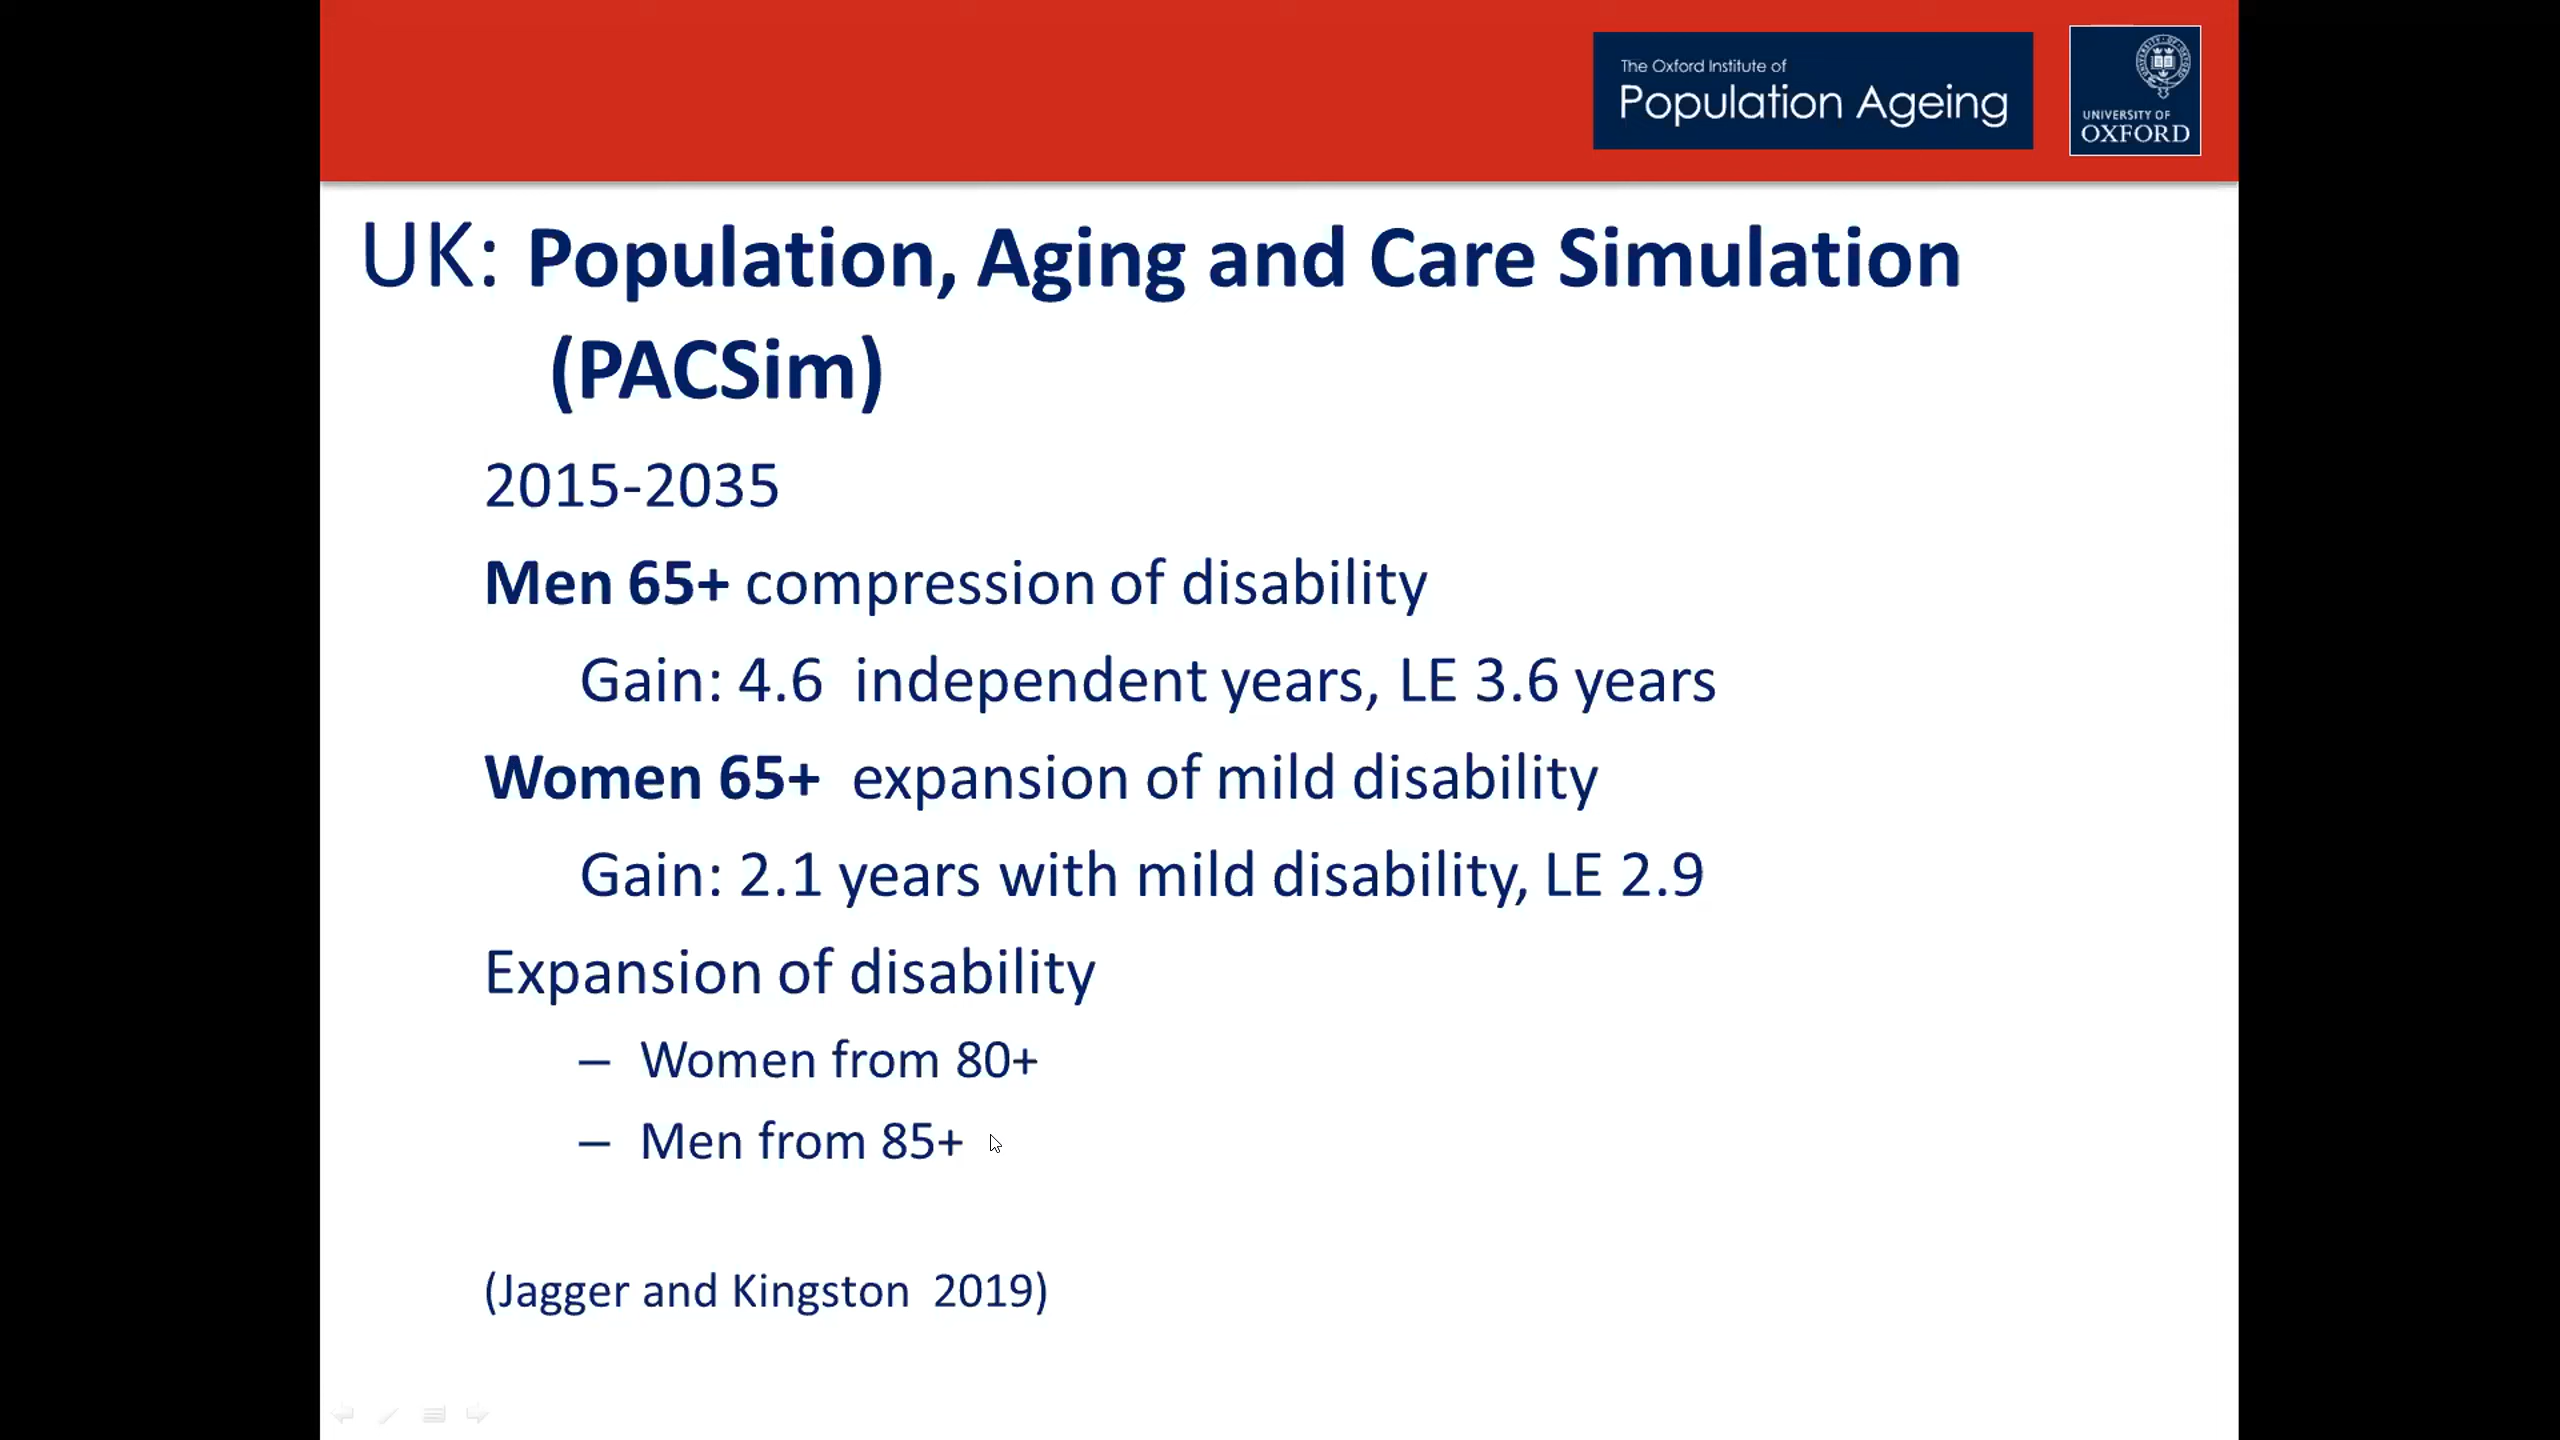 The Oxford Institute of
Population Ageing
UNIVERSITY OF
OXFORD
UK: Population, Aging and Care Simulation
(PACSim)
2015-2035
Men 65+ compression of disability
Gain: 4.6 independent years, LE 3.6 years
Women 65+ expansion of mild disability
Gain: 2.1 years with mild disability, LE 2.9
Expansion of disability
– Women from 80+
– Men from 85+
(Jagger and Kingston 2019)